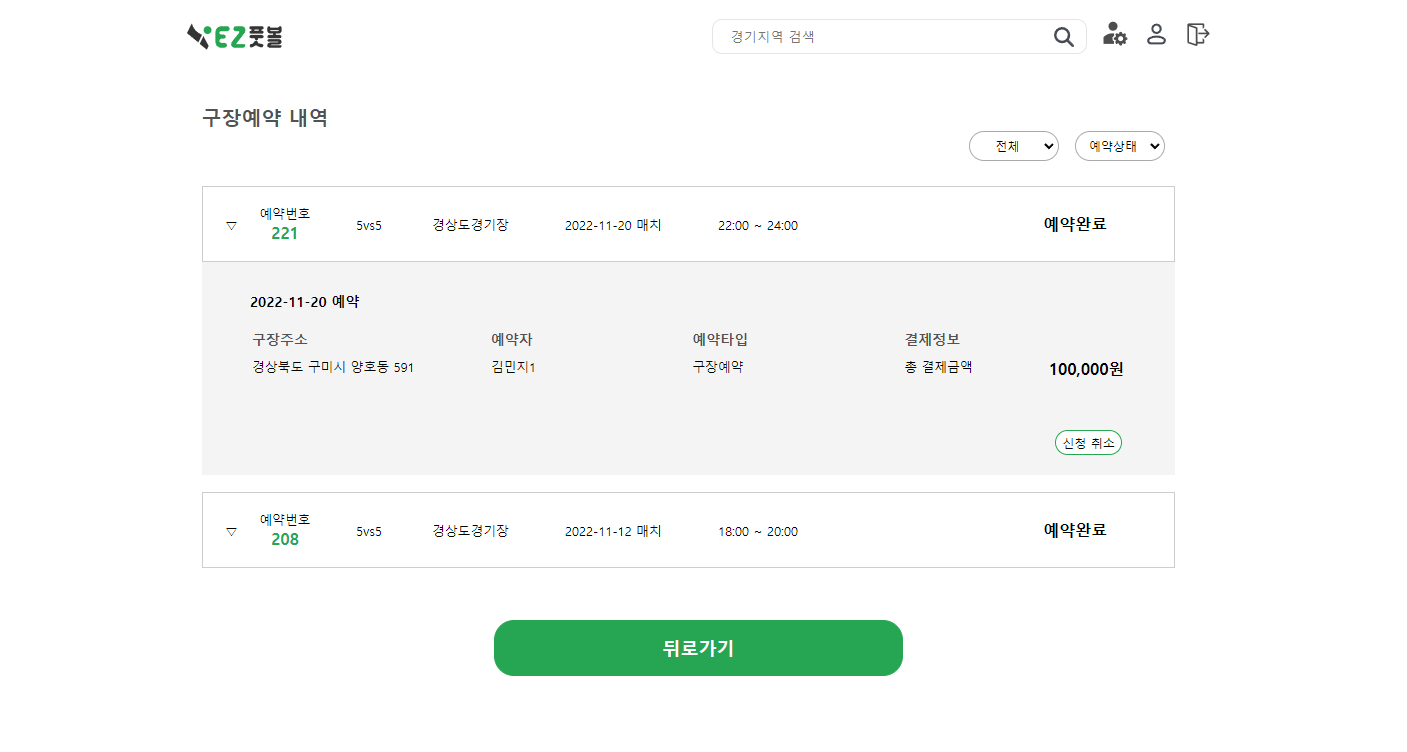 EZ풋볼
경기지역 검색
구장예약 내역
전체
예약상태
▽ 예약번호 221 5vs5 경상도경기장 2022-11-20 매치 22:00 ~ 24:00 예약완료
2022-11-20 예약
구장주소 예약자 예약타입 결제정보
경상북도 구미시 양호동 591 김민지1 구장예약 총 결제금액 100,000원
신청 취소
▽ 예약번호 208 5vs5 경상도경기장 2022-11-12 매치 18:00 ~ 20:00 예약완료
뒤로가기